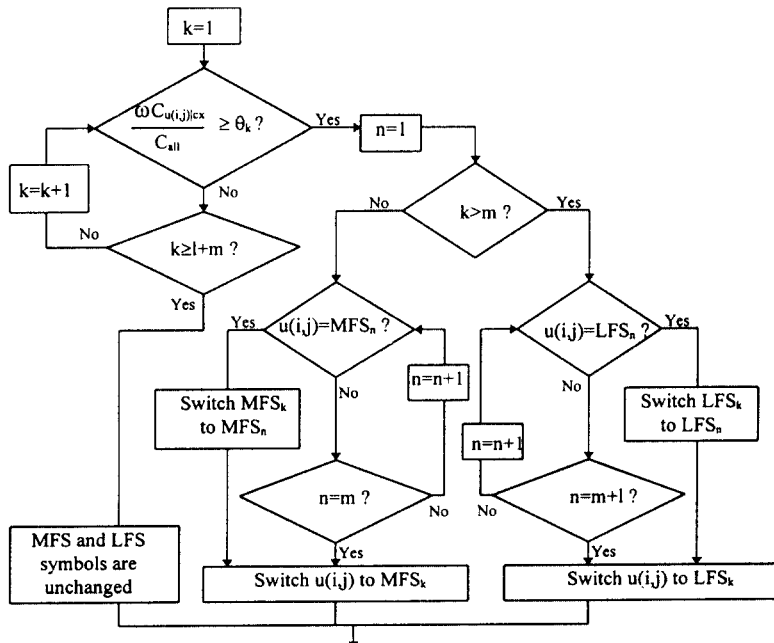 k=1
ωC_u(i,j)|cx / C_all ≥ θ_k ?
Yes
n=1
k=k+1
No
k>m ?
No
Yes
No
k≥l+m ?
Yes
u(i,j)=MFS_n ?
Yes
No
n=n+1
u(i,j)=LFS_n ?
Yes
No
n=n+1
Switch MFS_k
to MFS_n
Switch LFS_k
to LFS_n
n=m ?
No
Yes
n=m+l ?
No
Yes
MFS and LFS
symbols are
unchanged
Switch u(i,j) to MFS_k
Switch u(i,j) to LFS_k